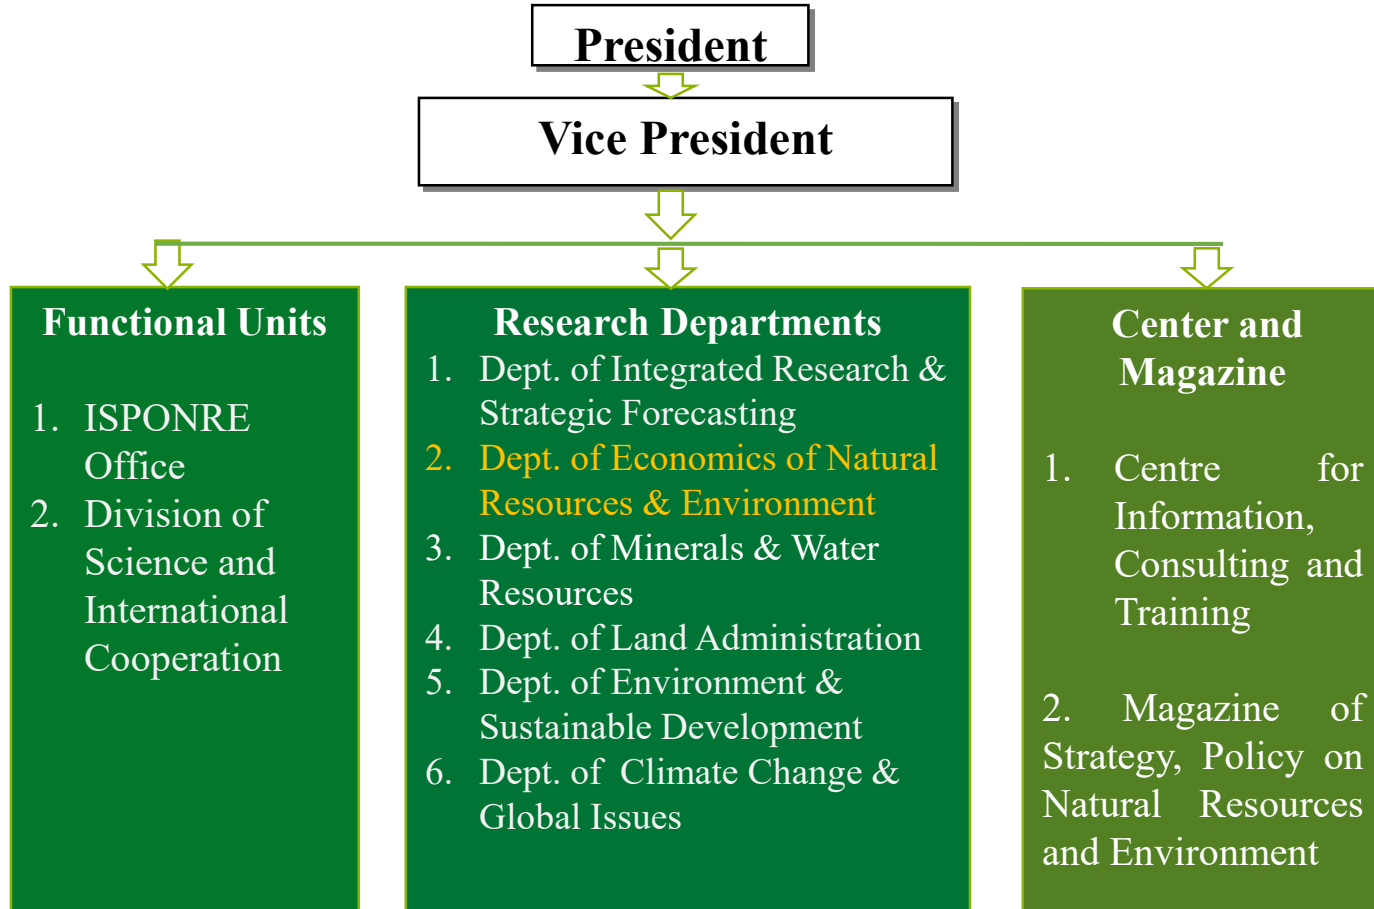 President
Vice President
Functional Units
1. ISPONRE
Office
2. Division of
Science and
International
Cooperation
Research Departments
1. Dept. of Integrated Research &
Strategic Forecasting
2. Dept. of Economics of Natural
Resources & Environment
3. Dept. of Minerals & Water
Resources
4. Dept. of Land Administration
5. Dept. of Environment &
Sustainable Development
6. Dept. of Climate Change &
Global Issues
Center and
Magazine
1. Centre for
Information,
Consulting and
Training
2. Magazine of
Strategy, Policy on
Natural Resources
and Environment